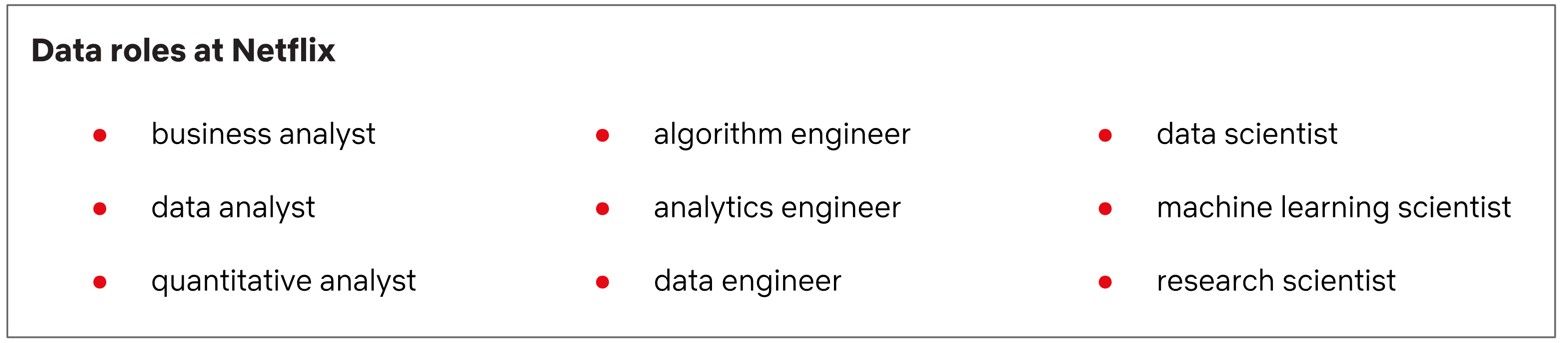 Data roles at Netflix
business analyst
data analyst
quantitative analyst
algorithm engineer
analytics engineer
data engineer
data scientist
machine learning scientist
research scientist